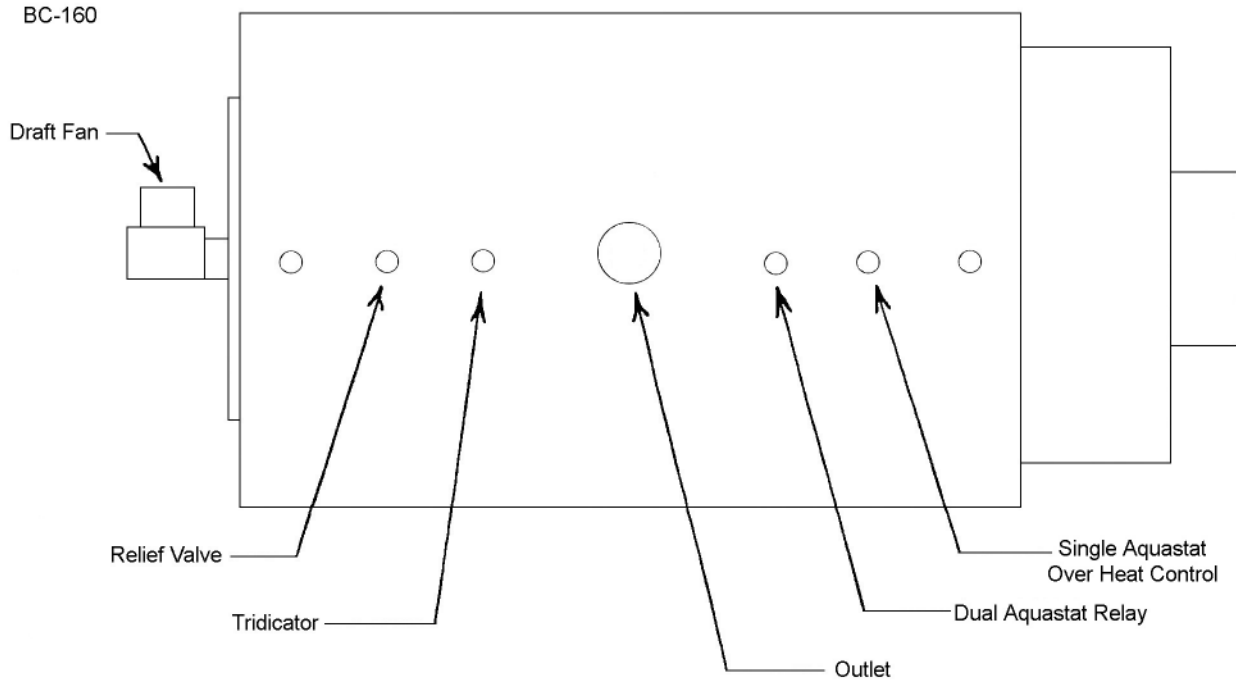 BC-160
Draft Fan
Relief Valve
Single Aquastat
Over Heat Control
Tridicator
Dual Aquastat Relay
Outlet